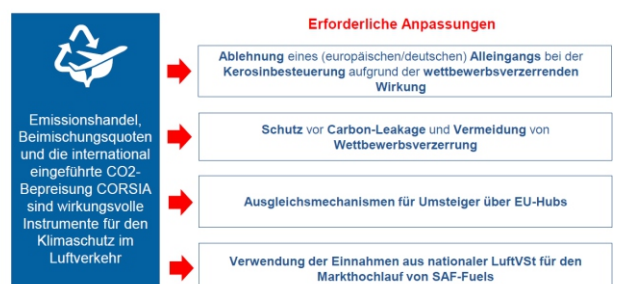 Erforderliche Anpassungen
Emissionshandel,
Beimischungsquoten
und die international
eingeführte CO2-
Bepreisung CORSIA
sind wirkungsvolle
Instrumente für den
Klimaschutz im
Luftverkehr
Ablehnung eines (europäischen/deutschen) Alleingangs bei der
Kerosinbesteuerung aufgrund der wettbewerbsverzerrenden
Wirkung
Schutz vor Carbon-Leakage und Vermeidung von
Wettbewerbsverzerrung
Ausgleichsmechanismen für Umsteiger über EU-Hubs
Verwendung der Einnahmen aus nationaler LuftVSt für den
Markthochlauf von SAF-Fuels